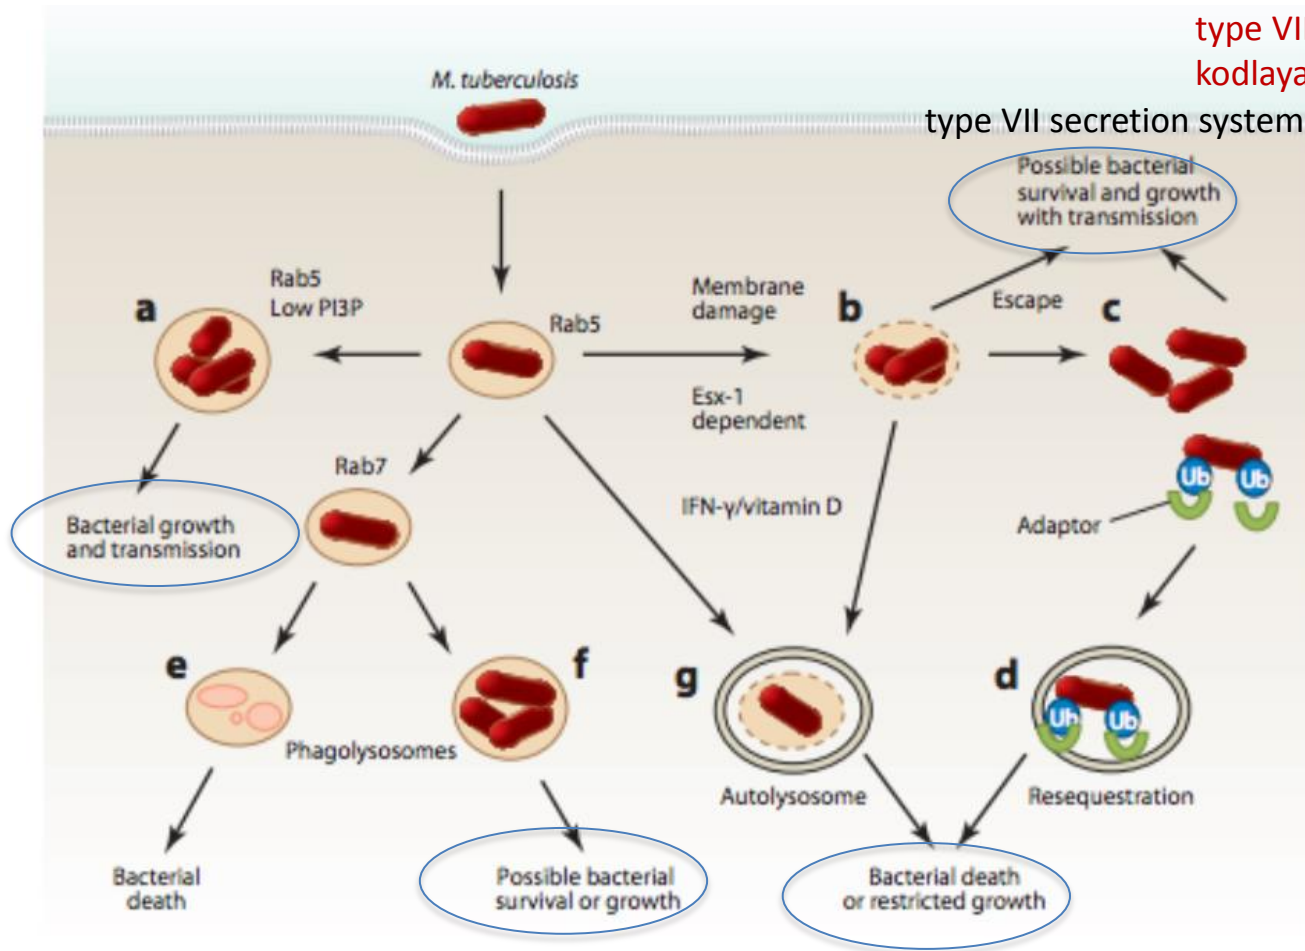 type VII
kodlaya
M. tuberculosis
type VII secretion system
Possible bacterial
survival and growth
with transmission
Rab5
Low PI3P
a
Rab5
Membrane
damage
b
Escape
c
Esx-1
dependent
Rab7
Ub
Ub
IFN-γ/vitamin D
Adaptor
Bacterial growth
and transmission
e
f
g
d
Ub
Ub
Phagolysosomes
Autolysosome
Resequestration
Bacterial
death
Possible bacterial
survival or growth
Bacterial death
or restricted growth